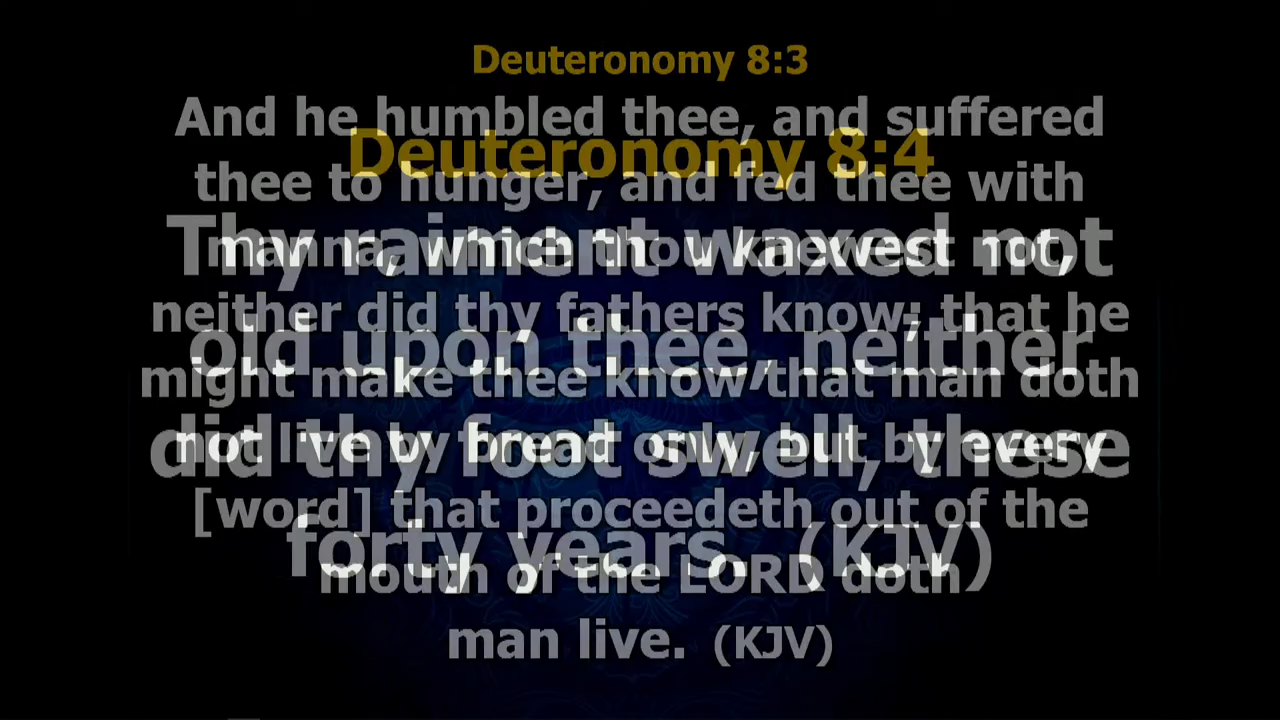 Deuteronomy 8:3
And he humbled thee, and suffered
thee to hunger, and fed thee with
manna, which thou knewest not,
neither did thy fathers know; that he
might make thee know that man doth
not live by bread only, but by every
[word] that proceedeth out of the
mouth of the LORD doth
man live. (KJV)
Deuteronomy 8:4
Thy raiment waxed not
old upon thee, neither
did thy foot swell, these
forty years. (KJV)